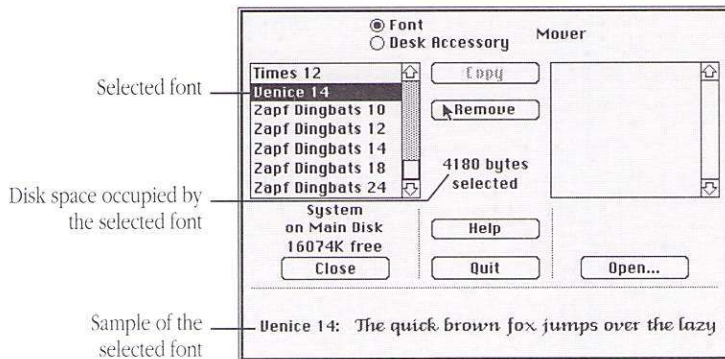 Font
Desk Accessory
Mover
Selected font
Times 12
Venice 14
Zapf Dingbats 10
Zapf Dingbats 12
Zapf Dingbats 14
Zapf Dingbats 18
Zapf Dingbats 24
Copy
Remove
4180 bytes
selected
Disk space occupied by
the selected font
System
on Main Disk
16074K free
Close
Help
Quit
Open...
Sample of the
selected font
Venice 14: The quick brown fox jumps over the lazy